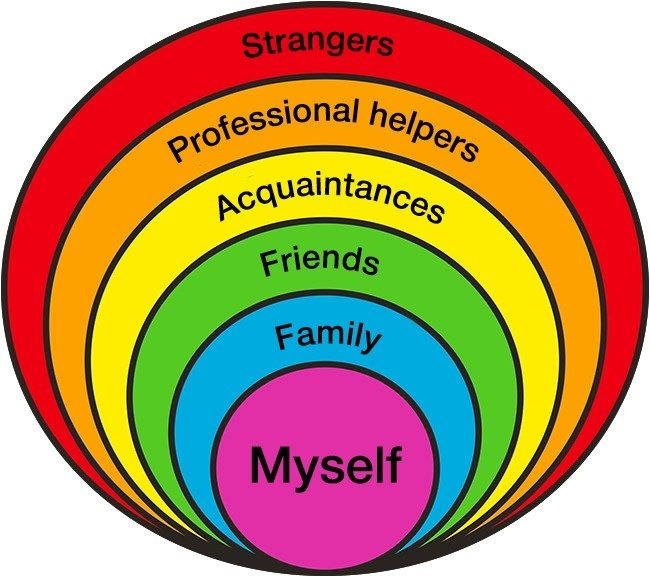 Strangers
Professional helpers
Acquaintances
Friends
Family
Myself